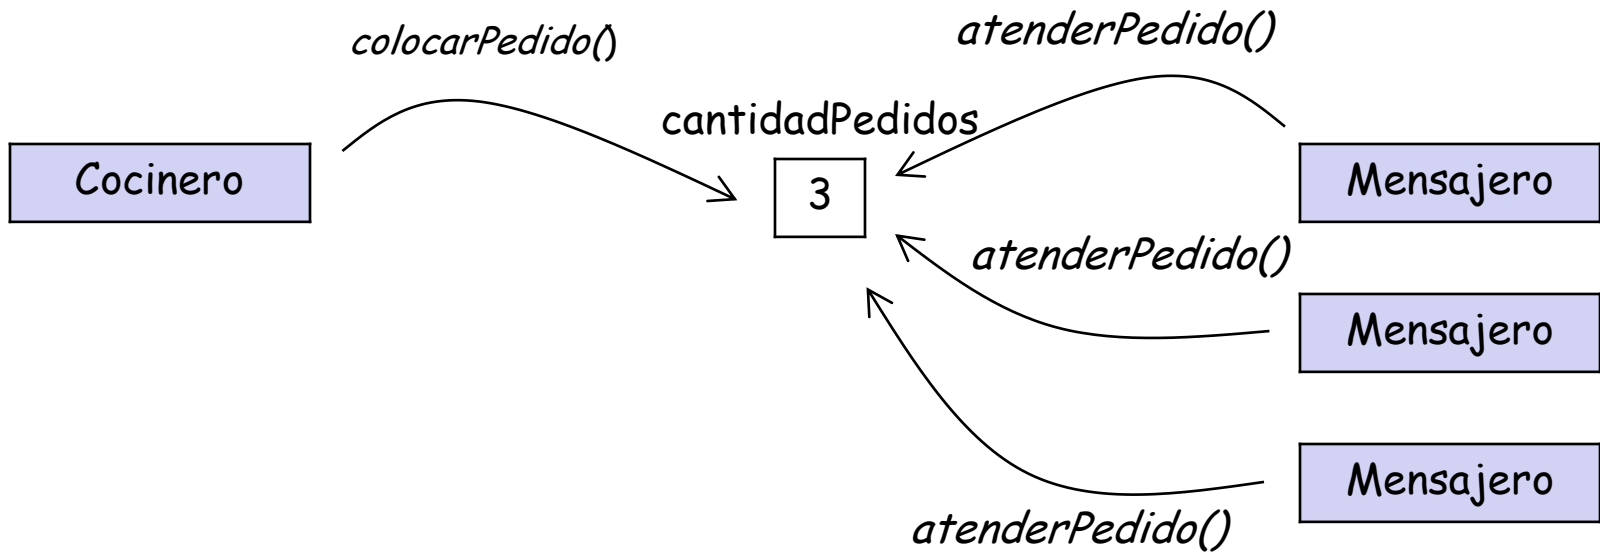 colocarPedido()
atenderPedido()
cantidadPedidos
Cocinero
3
Mensajero
atenderPedido()
Mensajero
Mensajero
atenderPedido()